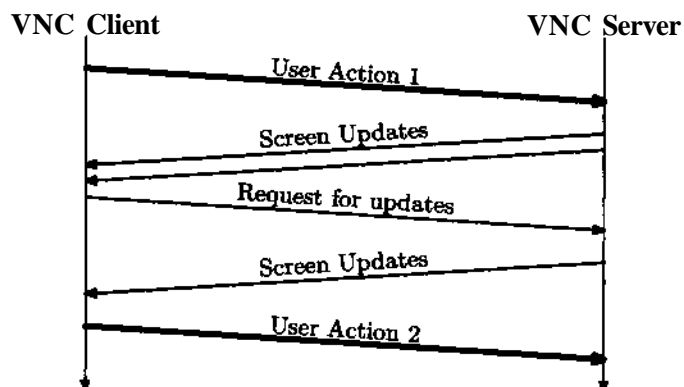 VNC Client
VNC Server
User Action 1
Screen Updates
Request for updates
Screen Updates
User Action 2